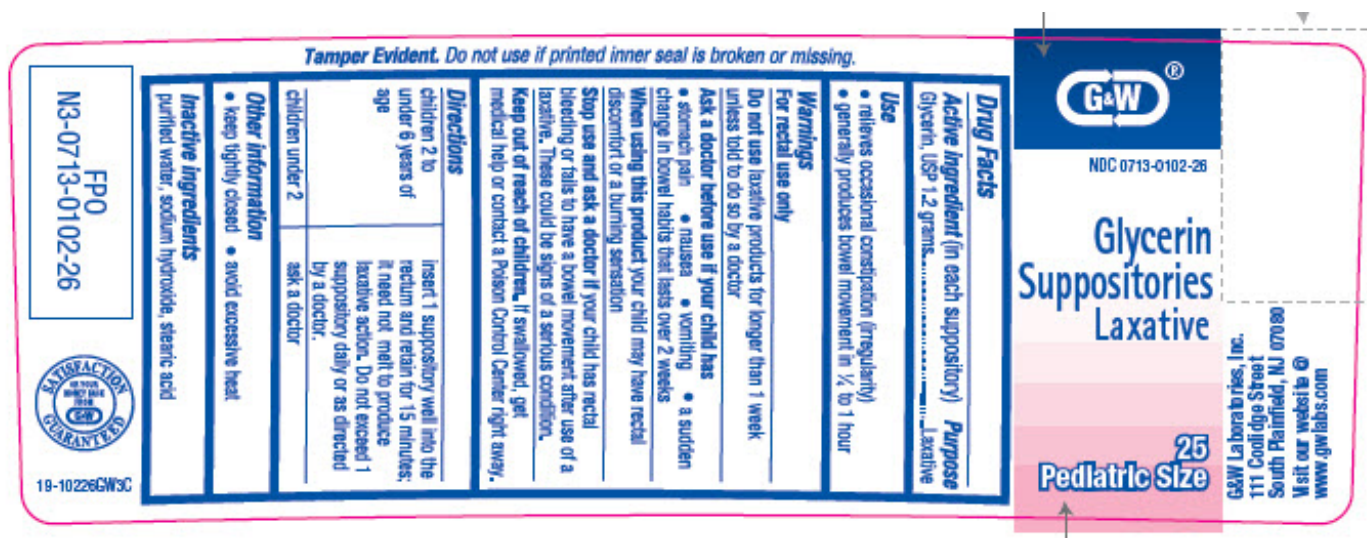 Tamper Evident. Do not use if printed inner seal is broken or missing.
G&W®
NDC 0713-0102-26
Glycerin
Suppositories
Laxative
25
Pediatric Size
G&W Laboratories, Inc.
111 Coolidge Street
South Plainfield, NJ 07080
Visit our website @
www.gwlabs.com
Drug Facts
Active ingredient (in each suppository) Purpose
Glycerin, USP 1.2 grams..................Laxative
Use
• relieves occasional constipation (irregularity)
• generally produces bowel movement in ¼ to 1 hour
Warnings
For rectal use only
Do not use laxative products for longer than 1 week
unless told to do so by a doctor
Ask a doctor before use if your child has
• stomach pain • nausea • vomiting • a sudden
change in bowel habits that lasts over 2 weeks
When using this product your child may have rectal
discomfort or a burning sensation
Stop use and ask a doctor if your child has rectal
bleeding or fails to have a bowel movement after use of a
laxative. These could be signs of a serious condition.
Keep out of reach of children. If swallowed, get
medical help or contact a Poison Control Center right away.
Directions
children 2 to
under 6 years of
age
insert 1 suppository well into the
rectum and retain for 15 minutes;
it need not melt to produce
laxative action. Do not exceed 1
suppository daily or as directed
by a doctor.
children under 2
ask a doctor
Other information
• keep tightly closed • avoid excessive heat
Inactive ingredients
purified water, sodium hydroxide, stearic acid
FPO
N3-0713-0102-26
SATISFACTION
OR YOUR
MONEY BACK
FROM
G&W
GUARANTEED
19-10226GW3C